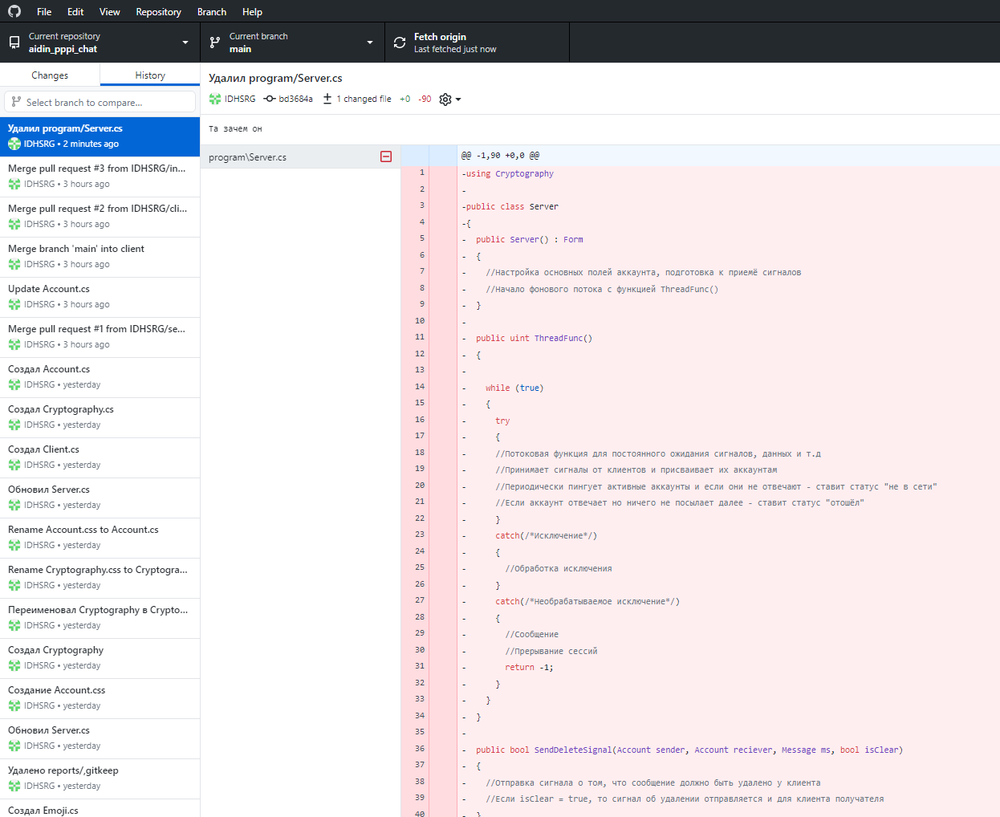 File Edit View Repository Branch Help
Current repository
aidin_pppi_chat
Current branch
main
Fetch origin
Last fetched just now
Changes
History
Select branch to compare...
Удалил program/Server.cs
IDHSRG • 2 minutes ago
Merge pull request #3 from IDHSRG/in...
IDHSRG • 3 hours ago
Merge pull request #2 from IDHSRG/cli...
IDHSRG • 3 hours ago
Merge branch 'main' into client
IDHSRG • 3 hours ago
Update Account.cs
IDHSRG • 3 hours ago
Merge pull request #1 from IDHSRG/se...
IDHSRG • 3 hours ago
Создал Account.cs
IDHSRG • yesterday
Создал Cryptography.cs
IDHSRG • yesterday
Создал Client.cs
IDHSRG • yesterday
Обновил Server.cs
IDHSRG • yesterday
Rename Account.css to Account.cs
IDHSRG • yesterday
Rename Cryptography.css to Cryptogra...
IDHSRG • yesterday
Переименовал Cryptography в Crypto...
IDHSRG • yesterday
Создал Cryptography
IDHSRG • yesterday
Создание Account.css
IDHSRG • yesterday
Обновил Server.cs
IDHSRG • yesterday
Удалено reports/,gitkeep
IDHSRG • yesterday
Создал Emoji.cs
Удалил program/Server.cs
IDHSRG bd3684a 1 changed file +0 -90
Та зачем он
program\Server.cs
@@ -1,90 +0,0 @@
1 -using Cryptography
2 -
3 -public class Server
4 -{
5 -  public Server() : Form
6 -  {
7 -    //Настройка основных полей аккаунта, подготовка к приемё сигналов
8 -    //Начало фонового потока с функцией ThreadFunc()
9 -  }
10 -
11 -  public uint ThreadFunc()
12 -  {
13 -
14 -    while (true)
15 -    {
16 -      try
17 -      {
18 -      //Потоковая функция для постоянного ожидания сигналов, данных и т.д
19 -      //Принимает сигналы от клиентов и присваивает их аккаунтам
20 -      //Периодически пингует активные аккаунты и если они не отвечают - ставит статус "не в сети"
21 -      //Если аккаунт отвечает но ничего не посылает далее - ставит статус "отошёл"
22 -      }
23 -      catch(/*Исключение*/)
24 -      {
25 -        //Обработка исключения
26 -      }
27 -      catch(/*Необрабатываемое исключение*/)
28 -      {
29 -        //Сообщение
30 -        //Прерывание сессий
31 -        return -1;
32 -      }
33 -    }
34 -  }
35 -
36 -  public bool SendDeleteSignal(Account sender, Account reciever, Message ms, bool isClear)
37 -  {
38 -    //Отправка сигнала о том, что сообщение должно быть удалено у клиента
39 -    //Если isClear = true, то сигнал об удалении отправляется и для клиента получателя
40 -  }